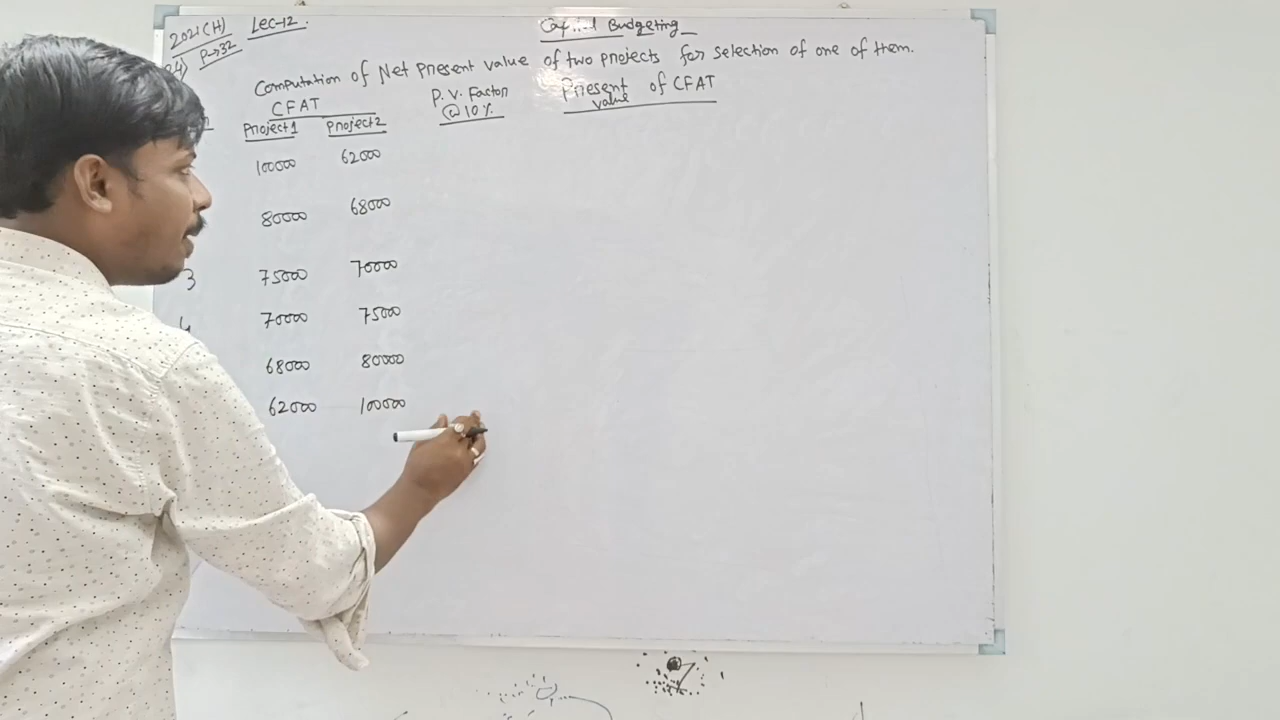 2021(H) Lec-12. Capital Budgeting
P→32
Computation of Net Present value of two projects for selection of one of them.
CFAT P.V. Factor Present value of CFAT
@10%
Project1 Project2
100000 62000
80000 68000
3 75000 70000
4 70000 75000
68000 80000
62000 100000